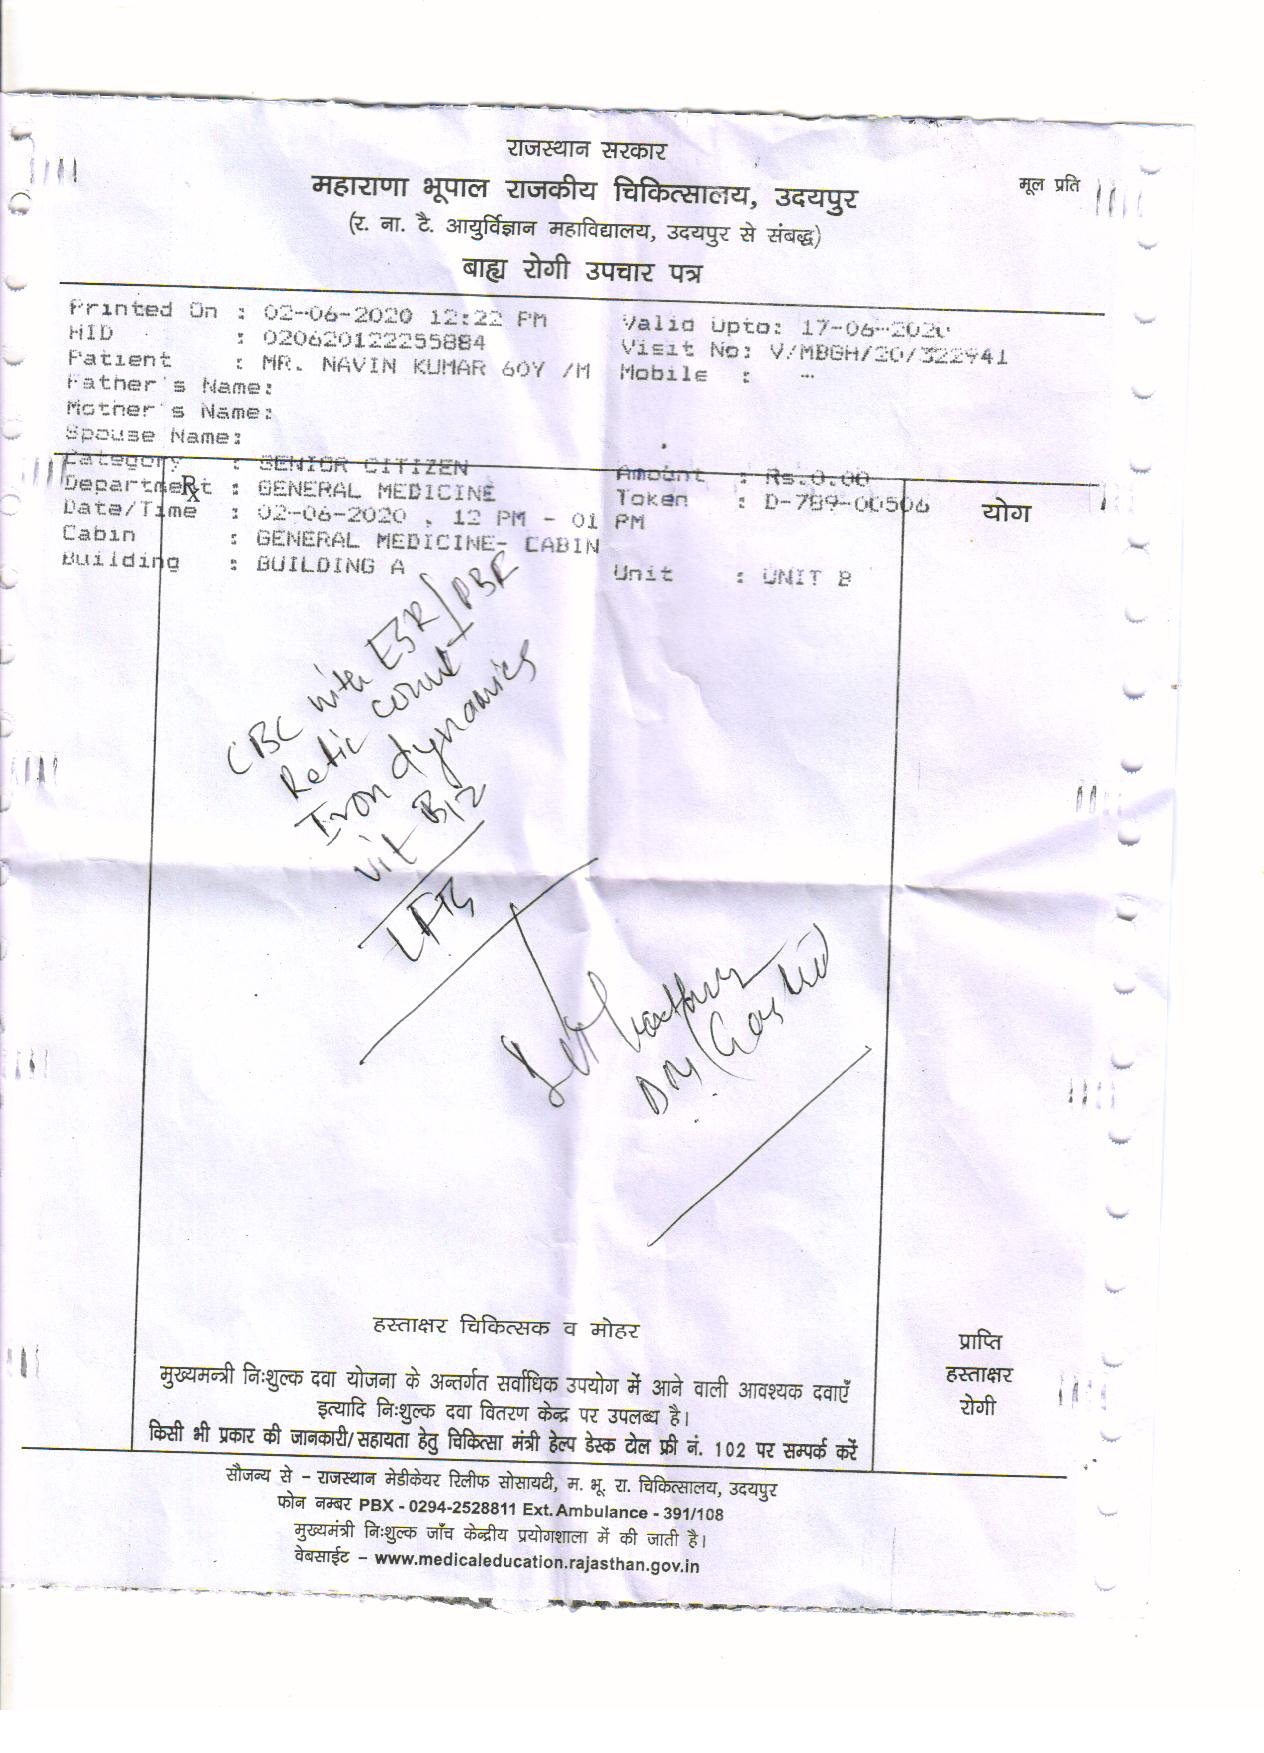 राजस्थान सरकार
महाराणा भूपाल राजकीय चिकित्सालय, उदयपुर
मूल प्रति
(र. ना. टै. आयुर्विज्ञान महाविद्यालय, उदयपुर से संबद्ध)
बाह्य रोगी उपचार पत्र
Printed On : 02-06-2020 12:22 PM Valid Upto: 17-06-2020
HID : 020620122255884 Visit No: V/MBGH/20/322941
Patient : MR. NAVIN KUMAR 60Y /M Mobile : --
Father's Name:
Mother's Name:
Spouse Name:
Category : SENIOR CITIZEN Amount : Rs.0.00
Department : GENERAL MEDICINE Token : D-789-00506
Rx
योग
Date/Time : 02-06-2020 , 12 PM - 01 PM
Cabin : GENERAL MEDICINE- CABIN
Building : BUILDING A Unit : UNIT B
CBC with ESR/PBF
Retic count
Iron dynamics
Vit B12
LFTS
हस्ताक्षर चिकित्सक व मोहर
प्राप्ति
हस्ताक्षर
रोगी
मुख्यमन्त्री निःशुल्क दवा योजना के अन्तर्गत सर्वाधिक उपयोग में आने वाली आवश्यक दवाएँ
इत्यादि निःशुल्क दवा वितरण केन्द्र पर उपलब्ध है।
किसी भी प्रकार की जानकारी/सहायता हेतु चिकित्सा मंत्री हेल्प डेस्क टोल फ्री नं. 102 पर सम्पर्क करें
सौजन्य से – राजस्थान मेडीकेयर रिलीफ सोसायटी, म. भू. रा. चिकित्सालय, उदयपुर
फोन नम्बर PBX - 0294-2528811 Ext. Ambulance - 391/108
मुख्यमंत्री निःशुल्क जाँच केन्द्रीय प्रयोगशाला में की जाती है।
वेबसाईट – www.medicaleducation.rajasthan.gov.in